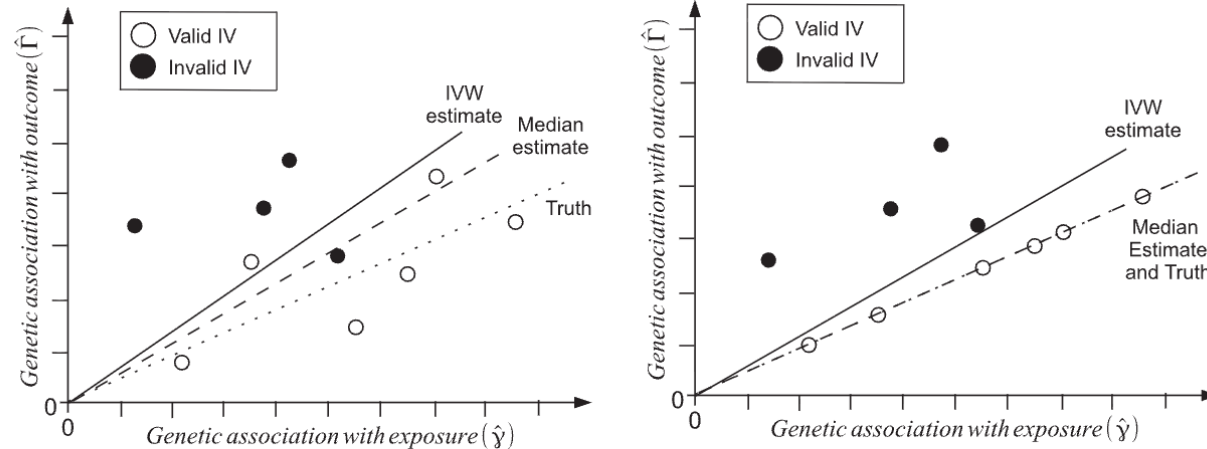 Genetic association with outcome (Γ̂)
Valid IV
Invalid IV
IVW
estimate
Median
estimate
Truth
0
0
Genetic association with exposure (γ̂)
Genetic association with outcome (Γ̂)
Valid IV
Invalid IV
IVW
estimate
Median
Estimate
and Truth
0
0
Genetic association with exposure (γ̂)